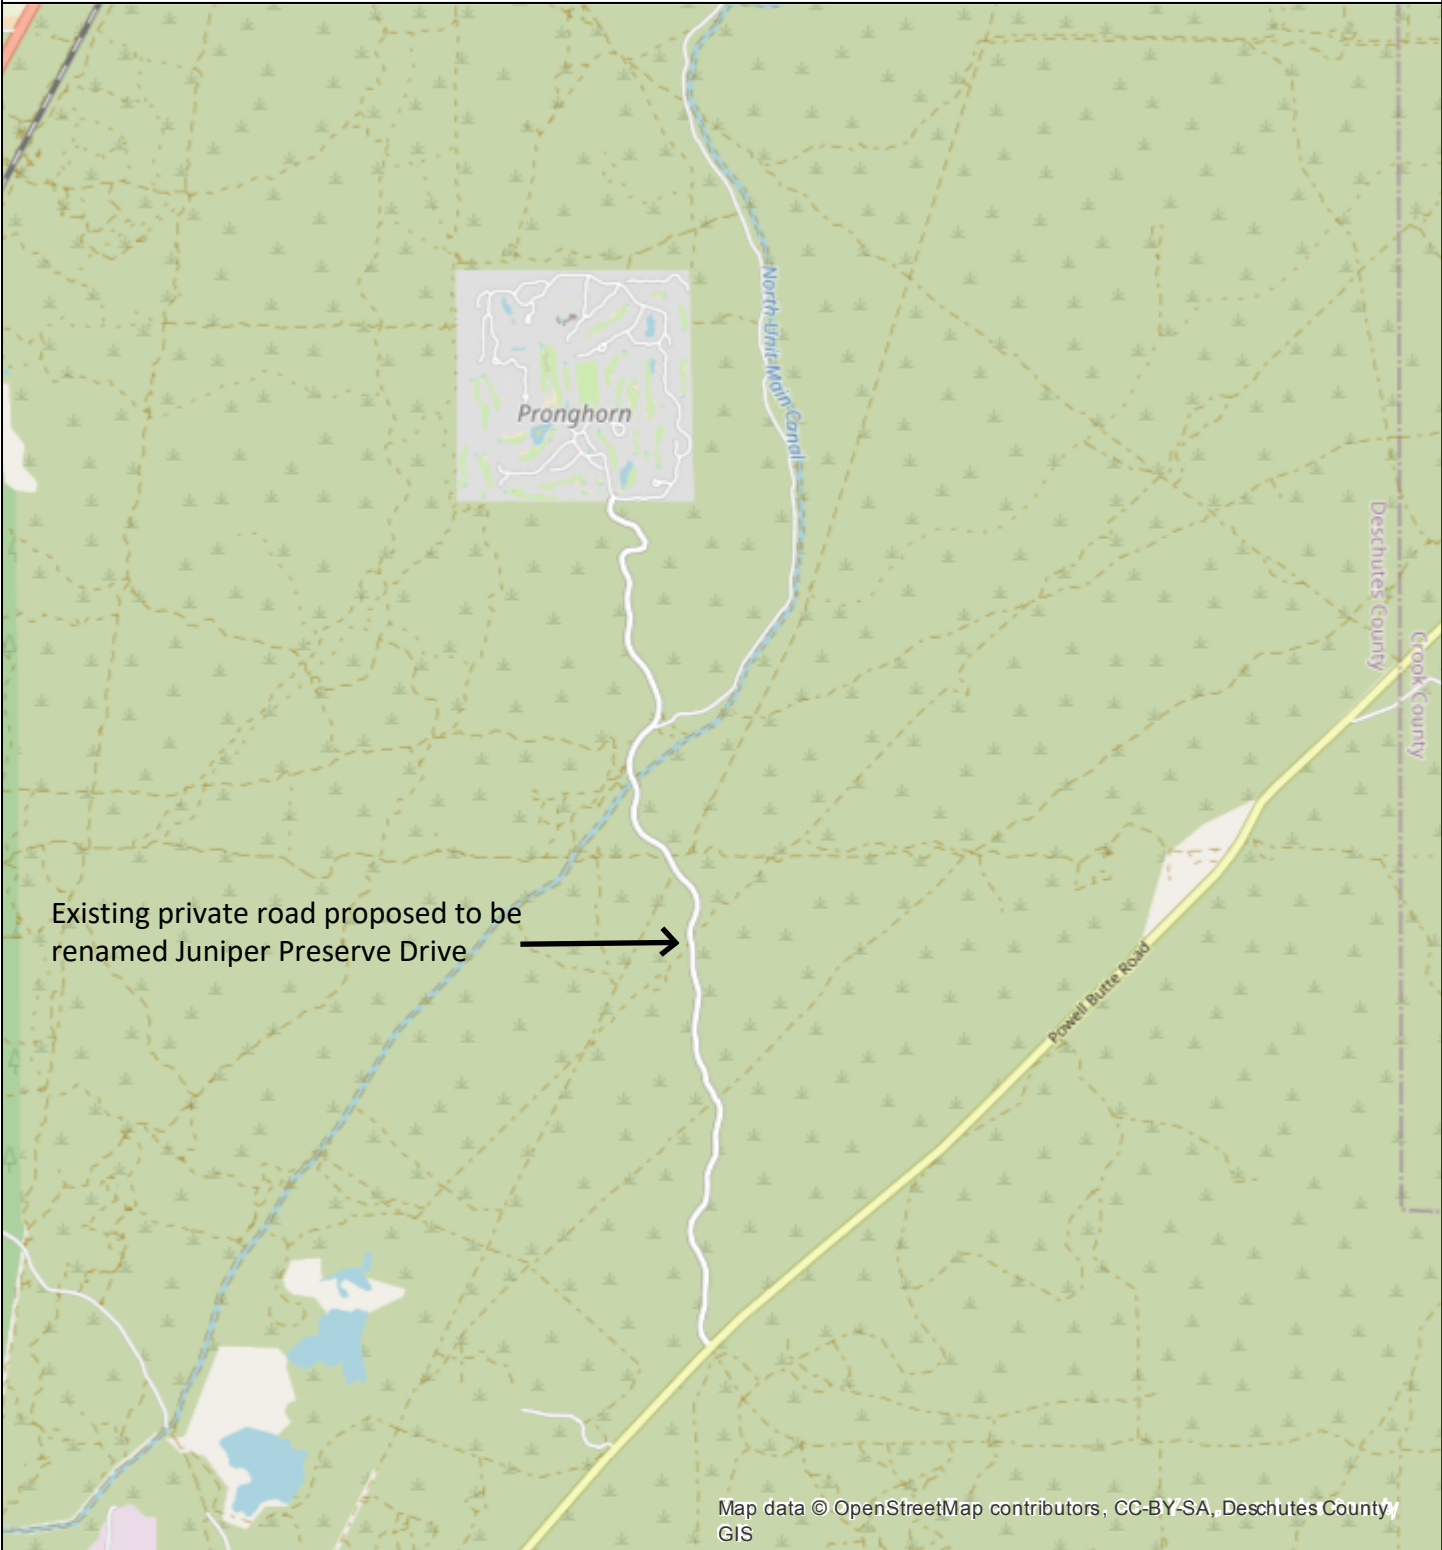 North Unit Main Canal
Pronghorn
Deschutes County
Crook County
Existing private road proposed to be
renamed Juniper Preserve Drive
Powell Butte Road
Map data © OpenStreetMap contributors, CC-BY-SA, Deschutes County
GIS